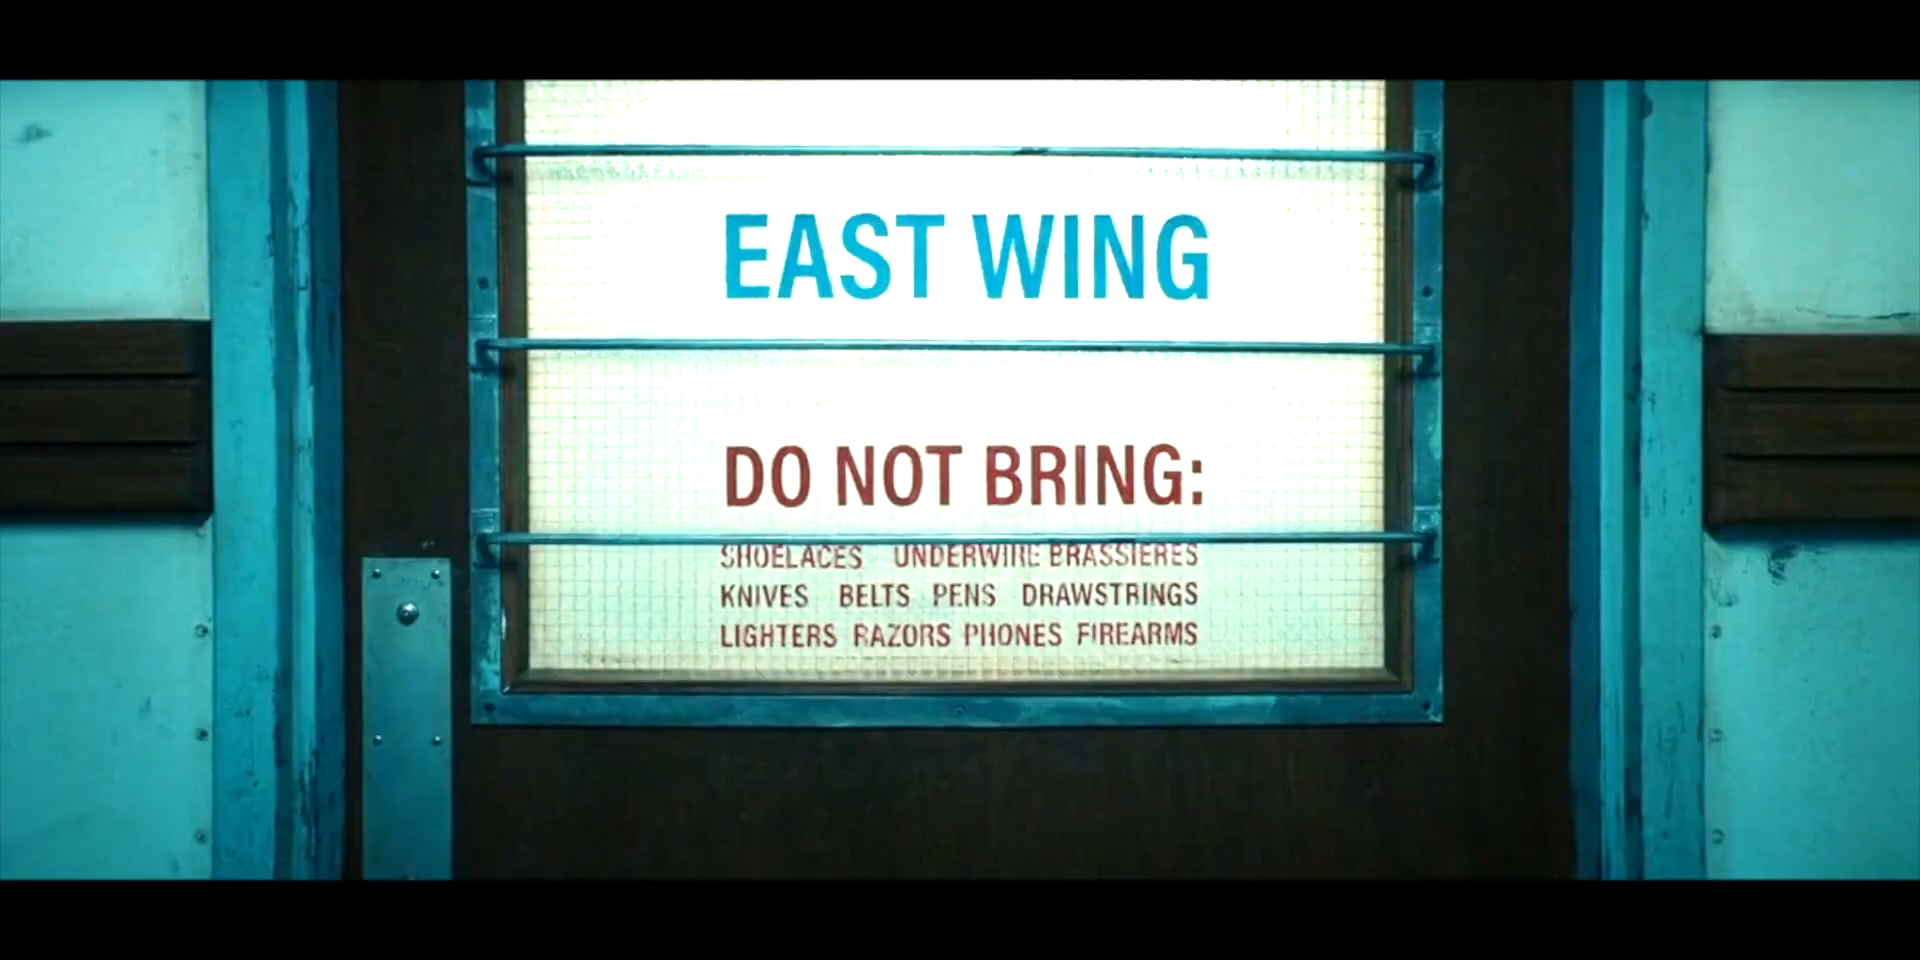 EAST WING
DO NOT BRING:
SHOELACES UNDERWIRE BRASSIERES
KNIVES BELTS PENS DRAWSTRINGS
LIGHTERS RAZORS PHONES FIREARMS